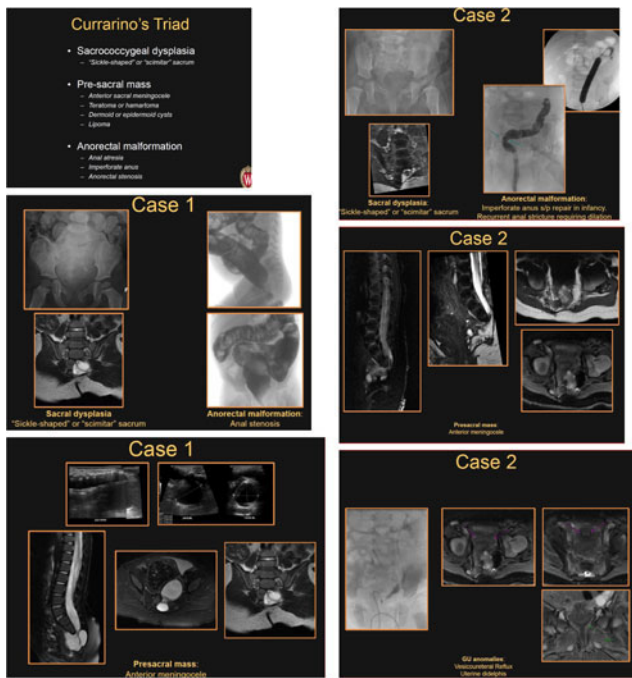 Currarino's Triad
• Sacrococcygeal dysplasia
– "Sickle-shaped" or "scimitar" sacrum
• Pre-sacral mass
– Anterior sacral meningocele
– Teratoma or hamartoma
– Dermoid or epidermoid cysts
– Lipoma
• Anorectal malformation
– Anal atresia
– Imperforate anus
– Anorectal stenosis
W
Case 1
Sacral dysplasia
"Sickle-shaped" or "scimitar" sacrum
Anorectal malformation:
Anal stenosis
Case 1
Presacral mass:
Anterior meningocele
Case 2
Sacral dysplasia:
"Sickle-shaped" or "scimitar" sacrum
Anorectal malformation:
Imperforate anus s/p repair in infancy.
Recurrent anal stricture requiring dilation
Case 2
Presacral mass:
Anterior meningocele
Case 2
GU anomalies:
Vesicoureteral Reflux
Uterine didelphis